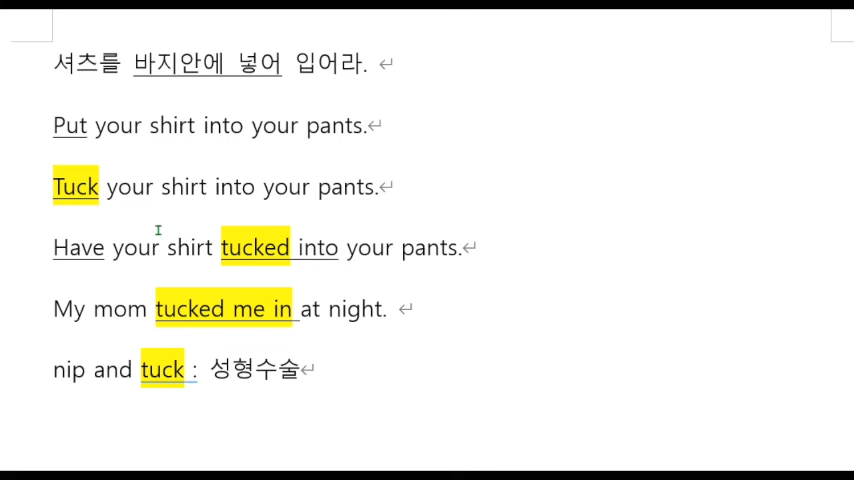 셔츠를 바지안에 넣어 입어라.
Put your shirt into your pants.
Tuck your shirt into your pants.
Have your shirt tucked into your pants.
My mom tucked me in at night.
nip and tuck : 성형수술